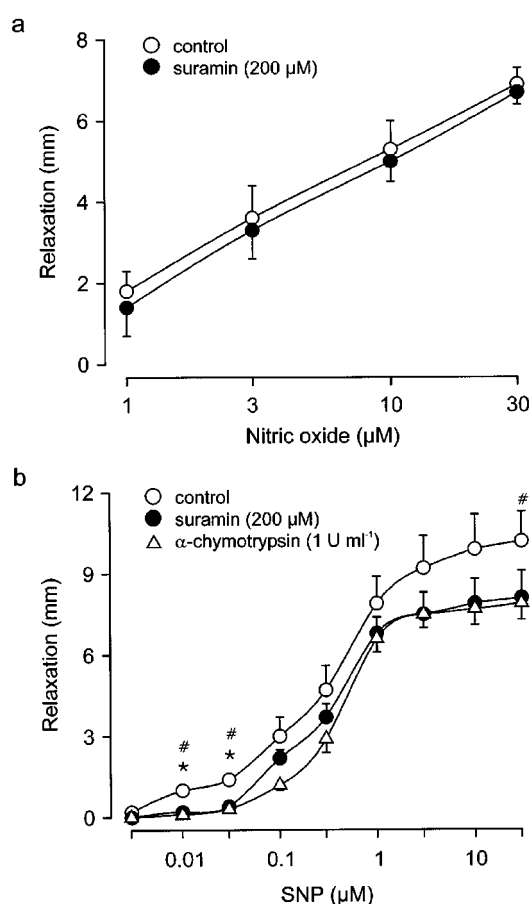 a
control
suramin (200 µM)
8
6
4
2
0
Relaxation (mm)
1 3 10 30
Nitric oxide (µM)
b
control
suramin (200 µM)
α-chymotrypsin (1 U ml⁻¹)
12
9
6
3
0
Relaxation (mm)
#
# #
* *
0.01 0.1 1 10
SNP (µM)